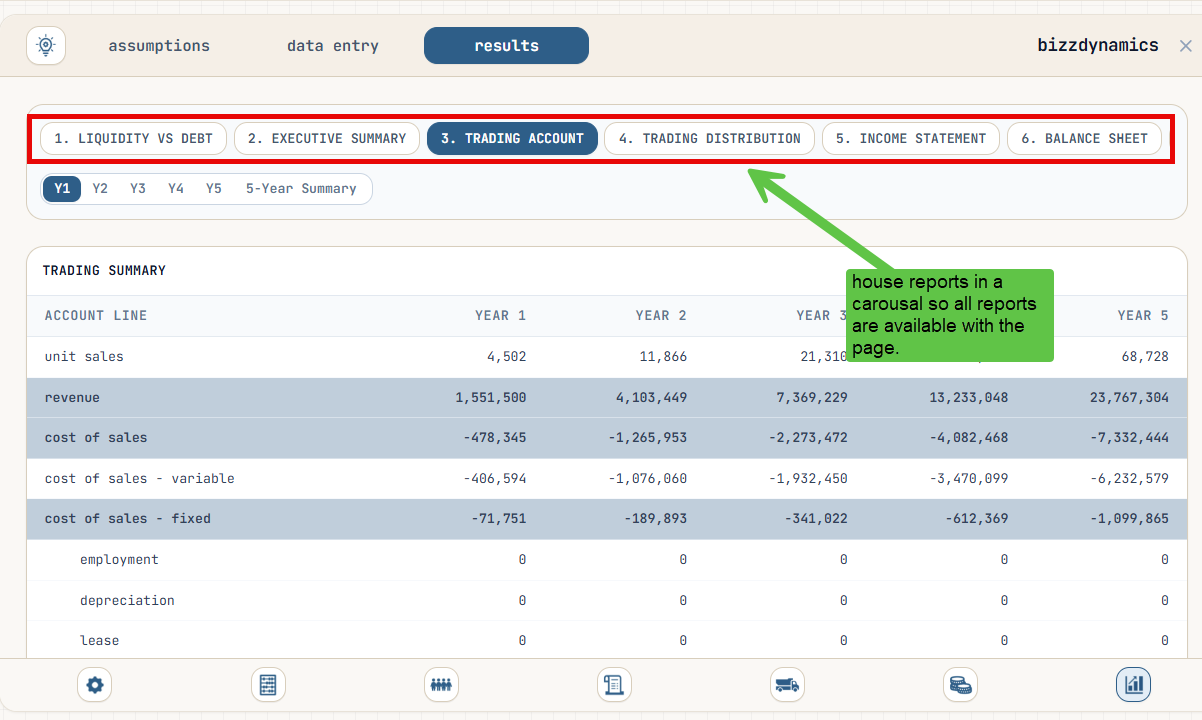 assumptions data entry results bizzdynamics
1. LIQUIDITY VS DEBT 2. EXECUTIVE SUMMARY 3. TRADING ACCOUNT 4. TRADING DISTRIBUTION 5. INCOME STATEMENT 6. BALANCE SHEET
Y1 Y2 Y3 Y4 Y5 5-Year Summary
TRADING SUMMARY
house reports in a
carousal so all reports
are available with the
page.
ACCOUNT LINE YEAR 1 YEAR 2 YEAR 3 YEAR 5
unit sales 4,502 11,866 21,310 68,728
revenue 1,551,500 4,103,449 7,369,229 13,233,048 23,767,304
cost of sales -478,345 -1,265,953 -2,273,472 -4,082,468 -7,332,444
cost of sales - variable -406,594 -1,076,060 -1,932,450 -3,470,099 -6,232,579
cost of sales - fixed -71,751 -189,893 -341,022 -612,369 -1,099,865
employment 0 0 0 0 0
depreciation 0 0 0 0 0
lease 0 0 0 0 0